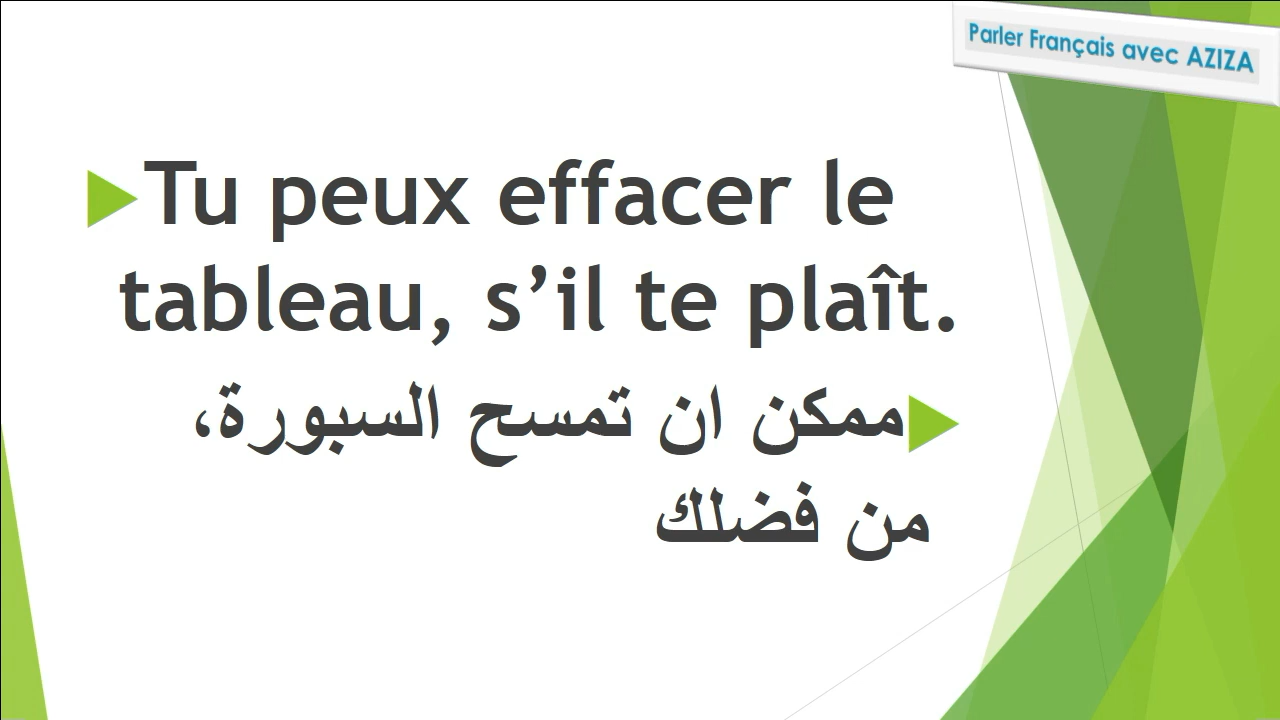 Parler Français avec AZIZA
Tu peux effacer le
tableau, s’il te plaît.
ممكن ان تمسح السبورة،
من فضلك